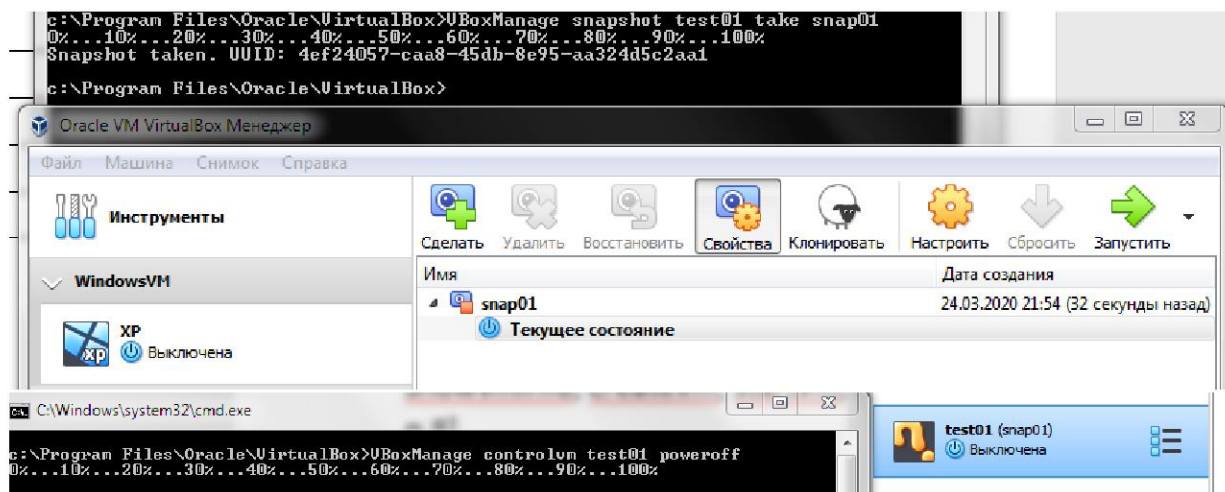 c:\Program Files\Oracle\VirtualBox>VBoxManage snapshot test01 take snap01
0%...10%...20%...30%...40%...50%...60%...70%...80%...90%...100%
Snapshot taken. UUID: 4ef24057-caa8-45db-8e95-aa324d5c2aa1
c:\Program Files\Oracle\VirtualBox>
Oracle VM VirtualBox Менеджер
Файл Машина Снимок Справка
Инструменты
Сделать Удалить Восстановить Свойства Клонировать Настроить Сбросить Запустить
WindowsVM
Имя Дата создания
snap01 24.03.2020 21:54 (32 секунды назад)
Текущее состояние
XP
Выключена
C:\Windows\system32\cmd.exe
c:\Program Files\Oracle\VirtualBox>VBoxManage controlvm test01 poweroff
0%...10%...20%...30%...40%...50%...60%...70%...80%...90%...100%
test01 (snap01)
Выключена